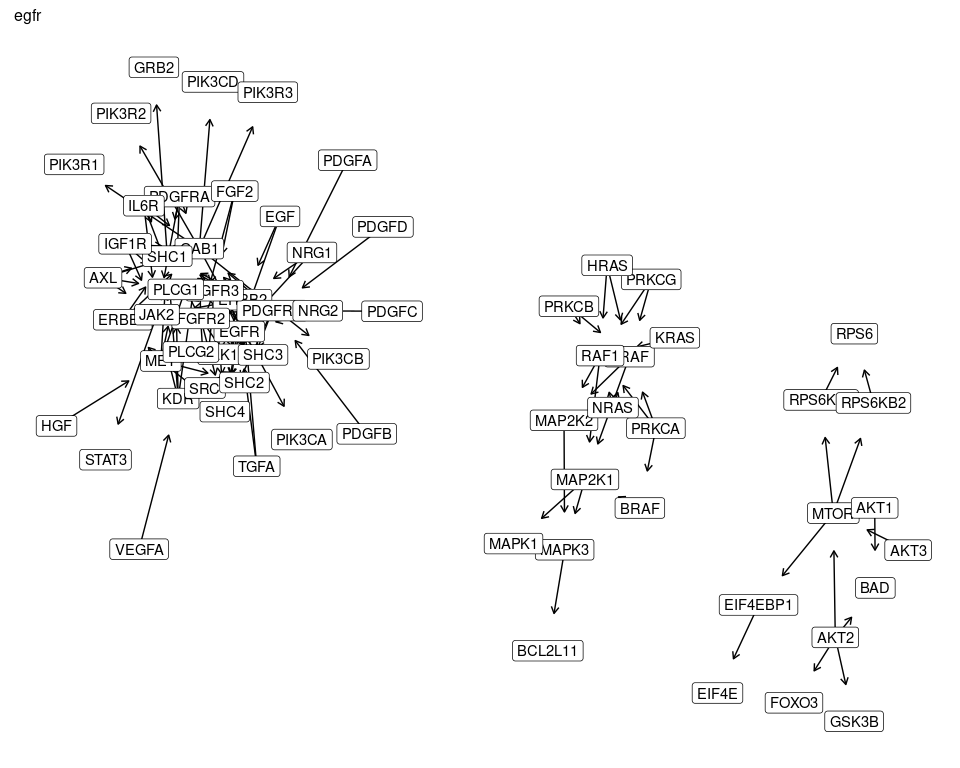 egfr
GRB2
PIK3CD
PIK3R3
PIK3R2
PIK3R1
PDGFA
PDGFRA
FGF2
IL6R
EGF
PDGFD
IGF1R
GAB1
SHC1
NRG1
HRAS
PRKCG
AXL
PLCG1
PRKCB
PDGFR
NRG2
PDGFC
JAK2
FGFR2
EGFR
KRAS
RPS6
PLCG2
SHC3
PIK3CB
RAF1
MET
SRC
SHC2
KDR
RPS6KB2
SHC4
NRAS
HGF
MAP2K2
PRKCA
PIK3CA
PDGFB
STAT3
TGFA
MAP2K1
BRAF
MTOR
AKT1
VEGFA
MAPK1
MAPK3
AKT3
BAD
EIF4EBP1
AKT2
BCL2L11
EIF4E
FOXO3
GSK3B